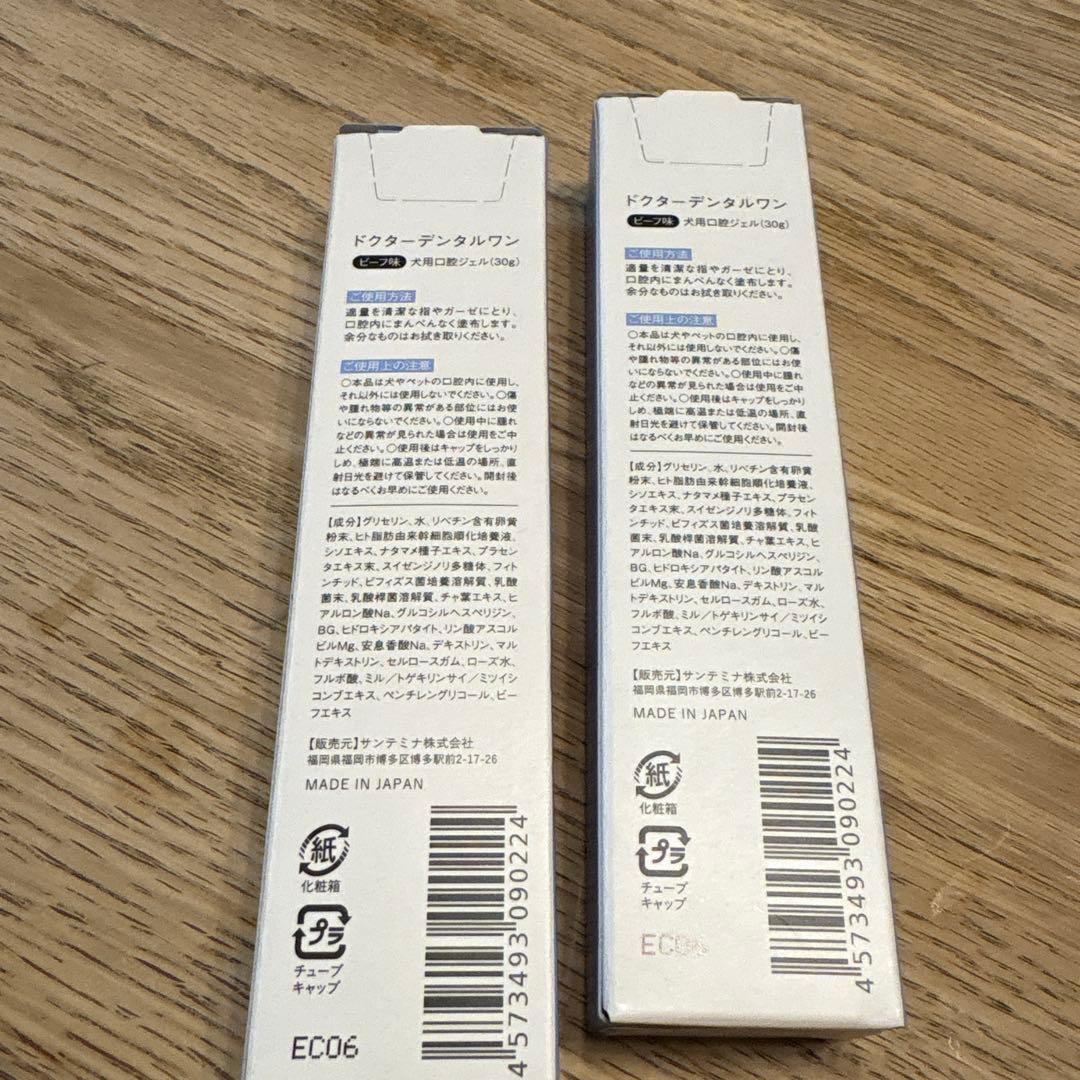 ドクターデンタルワン
ビーフ味 犬用口腔ジェル(30g)
ご使用方法
適量を清潔な指やガーゼにとり、
口腔内にまんべんなく塗布します。
余分なものはお拭き取りください。
ご使用上の注意
○本品は犬やペットの口腔内に使用し、
それ以外には使用しないでください。○傷
や腫れ物等の異常がある部位にはお使
いにならないでください。○使用中に腫れ
などの異常が見られた場合は使用をご中
止ください。○使用後はキャップをしっかり
しめ、極端に高温または低温の場所、直
射日光を避けて保管してください。開封後
はなるべくお早めにご使用ください。
【成分】グリセリン、水、リベチン含有卵黄
粉末、ヒト脂肪由来幹細胞順化培養液、
シソエキス、ナタマメ種子エキス、プラセン
タエキス末、スイゼンジノリ多糖体、フィト
ンチッド、ビフィズス菌培養溶解質、乳酸
菌末、乳酸桿菌溶解質、チャ葉エキス、ヒ
アルロン酸Na、グルコシルヘスペリジン、
BG、ヒドロキシアパタイト、リン酸アスコル
ビルMg、安息香酸Na、デキストリン、マル
トデキストリン、セルロースガム、ローズ水、
フルボ酸、ミル/トゲキリンサイ/ミツイシ
コンブエキス、ペンチレングリコール、ビー
フエキス
【販売元】サンテミナ株式会社
福岡県福岡市博多区博多駅前2-17-26
MADE IN JAPAN
紙
化粧箱
プラ
チューブ
キャップ
EC06
4573493090224
ドクターデンタルワン
ビーフ味 犬用口腔ジェル(30g)
ご使用方法
適量を清潔な指やガーゼにとり、
口腔内にまんべんなく塗布します。
余分なものはお拭き取りください。
ご使用上の注意
○本品は犬やペットの口腔内に使用し、
それ以外には使用しないでください。○傷
や腫れ物等の異常がある部位にはお使
いにならないでください。○使用中に腫れ
などの異常が見られた場合は使用をご中
止ください。○使用後はキャップをしっかり
しめ、極端に高温または低温の場所、直
射日光を避けて保管してください。開封後
はなるべくお早めにご使用ください。
【成分】グリセリン、水、リベチン含有卵黄
粉末、ヒト脂肪由来幹細胞順化培養液、
シソエキス、ナタマメ種子エキス、プラセン
タエキス末、スイゼンジノリ多糖体、フィト
ンチッド、ビフィズス菌培養溶解質、乳酸
菌末、乳酸桿菌溶解質、チャ葉エキス、ヒ
アルロン酸Na、グルコシルヘスペリジン、
BG、ヒドロキシアパタイト、リン酸アスコル
ビルMg、安息香酸Na、デキストリン、マル
トデキストリン、セルロースガム、ローズ水、
フルボ酸、ミル/トゲキリンサイ/ミツイシ
コンブエキス、ペンチレングリコール、ビー
フエキス
【販売元】サンテミナ株式会社
福岡県福岡市博多区博多駅前2-17-26
MADE IN JAPAN
紙
化粧箱
プラ
チューブ
キャップ
EC06
4573493090224